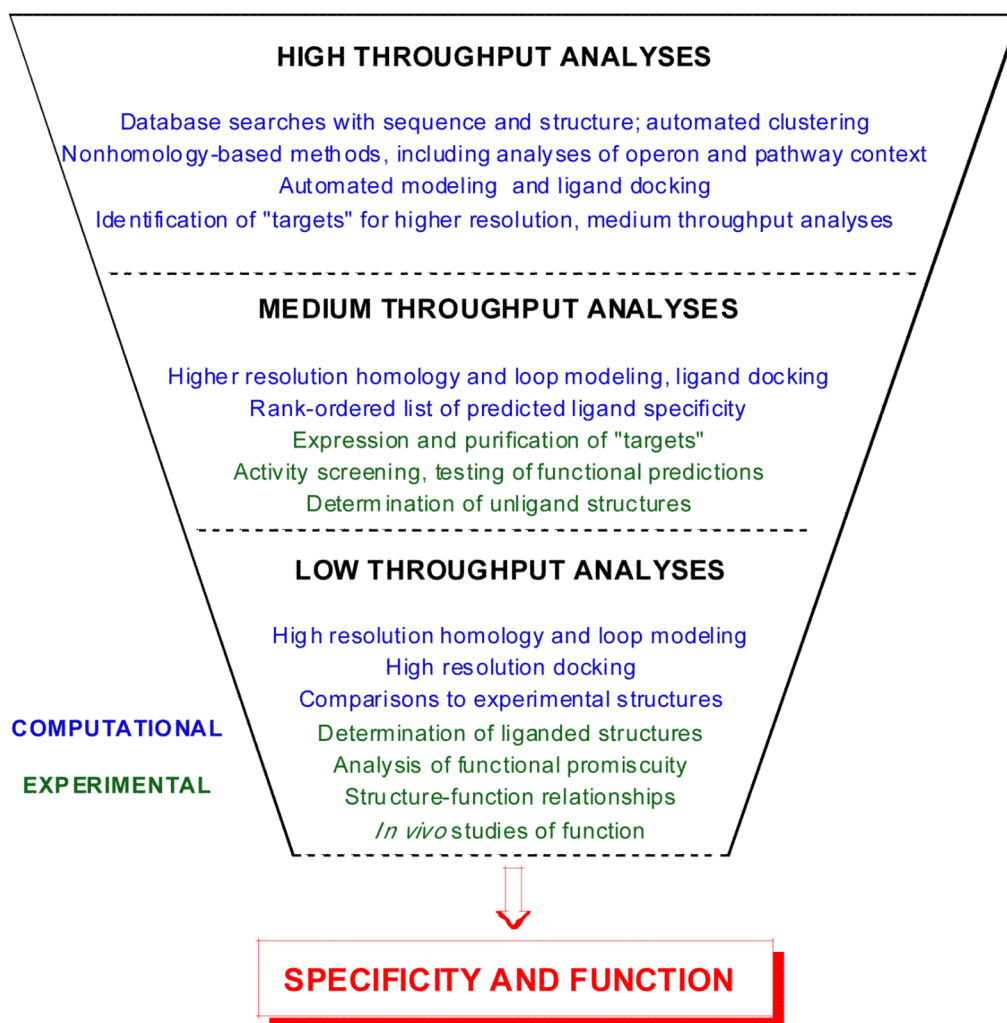 HIGH THROUGHPUT ANALYSES
Database searches with sequence and structure; automated clustering
Nonhomology-based methods, including analyses of operon and pathway context
Automated modeling and ligand docking
Identification of "targets" for higher resolution, medium throughput analyses
MEDIUM THROUGHPUT ANALYSES
Higher resolution homology and loop modeling, ligand docking
Rank-ordered list of predicted ligand specificity
Expression and purification of "targets"
Activity screening, testing of functional predictions
Determination of unligand structures
LOW THROUGHPUT ANALYSES
High resolution homology and loop modeling
High resolution docking
Comparisons to experimental structures
Determination of liganded structures
Analysis of functional promiscuity
Structure-function relationships
In vivo studies of function
COMPUTATIONAL
EXPERIMENTAL
SPECIFICITY AND FUNCTION